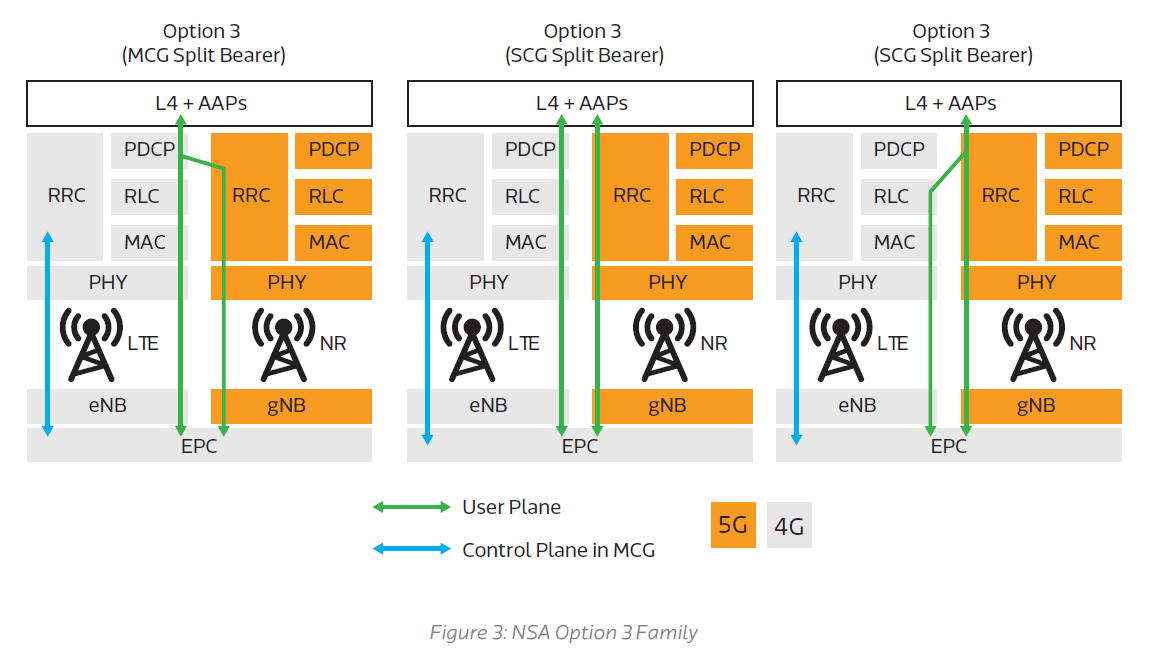 Option 3
(MCG Split Bearer)
Option 3
(SCG Split Bearer)
Option 3
(SCG Split Bearer)
L4 + AAPs
L4 + AAPs
L4 + AAPs
RRC
PDCP
RLC
MAC
PHY
RRC
PDCP
RLC
MAC
PHY
LTE
NR
eNB
gNB
EPC
RRC
PDCP
RLC
MAC
PHY
RRC
PDCP
RLC
MAC
PHY
LTE
NR
eNB
gNB
EPC
RRC
PDCP
RLC
MAC
PHY
RRC
PDCP
RLC
MAC
PHY
LTE
NR
eNB
gNB
EPC
User Plane
Control Plane in MCG
5G
4G
Figure 3: NSA Option 3 Family